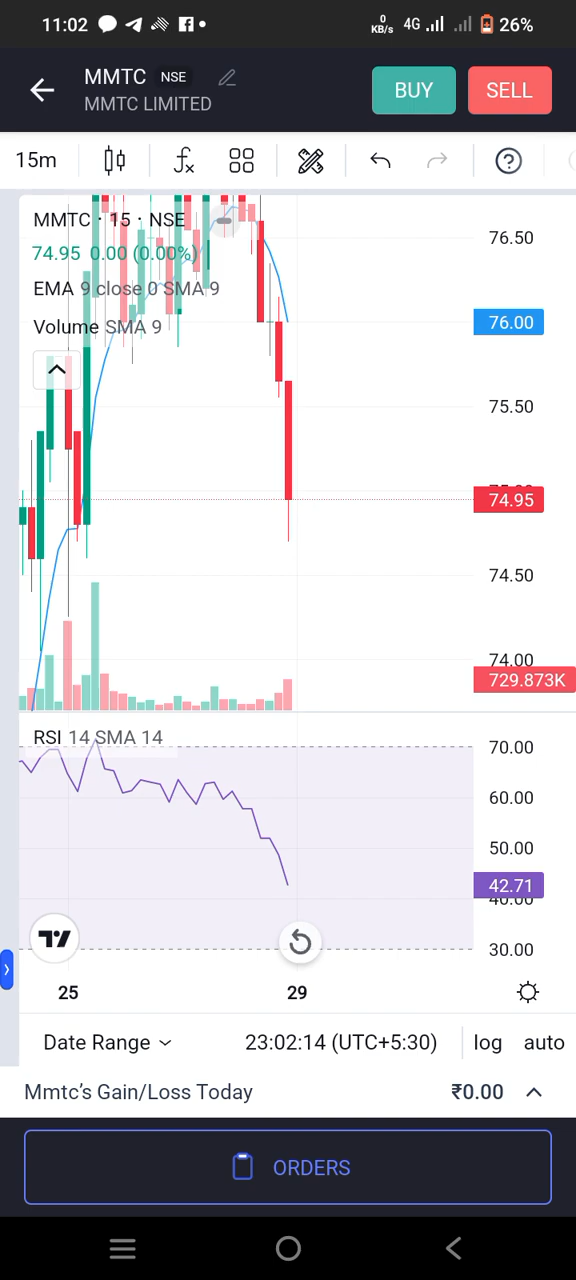 11:02 0 KB/s 4G 26%
MMTC NSE
MMTC LIMITED
BUY SELL
15m
MMTC · 15 · NSE
74.95 0.00 (0.00%)
EMA 9 close 0 SMA 9
Volume SMA 9
76.50
76.00
75.50
74.95
74.50
74.00
729.873K
RSI 14 SMA 14
70.00
60.00
50.00
42.71
40.00
30.00
25 29
Date Range 23:02:14 (UTC+5:30) log auto
Mmtc's Gain/Loss Today ₹0.00
ORDERS